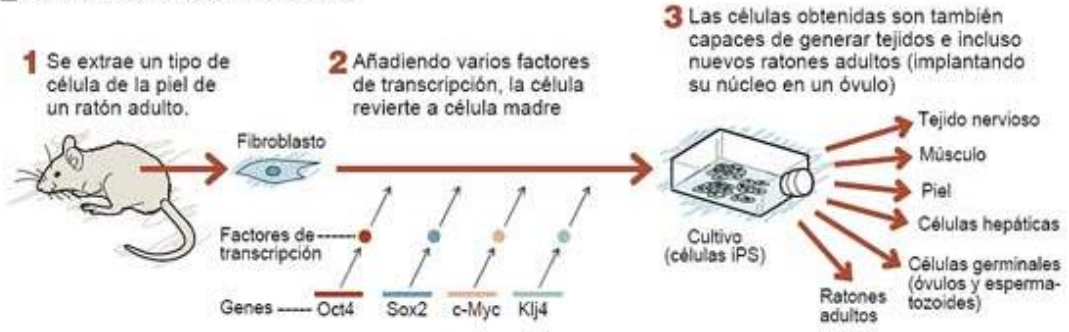 1 Se extrae un tipo de
célula de la piel de
un ratón adulto.
2 Añadiendo varios factores
de transcripción, la célula
revierte a célula madre
3 Las células obtenidas son también
capaces de generar tejidos e incluso
nuevos ratones adultos (implantando
su núcleo en un óvulo)
Fibroblasto
Factores de
transcripción
Genes
Oct4
Sox2
c-Myc
Klj4
Cultivo
(células iPS)
Tejido nervioso
Músculo
Piel
Células hepáticas
Células germinales
(óvulos y esperma-
tozoides)
Ratones
adultos